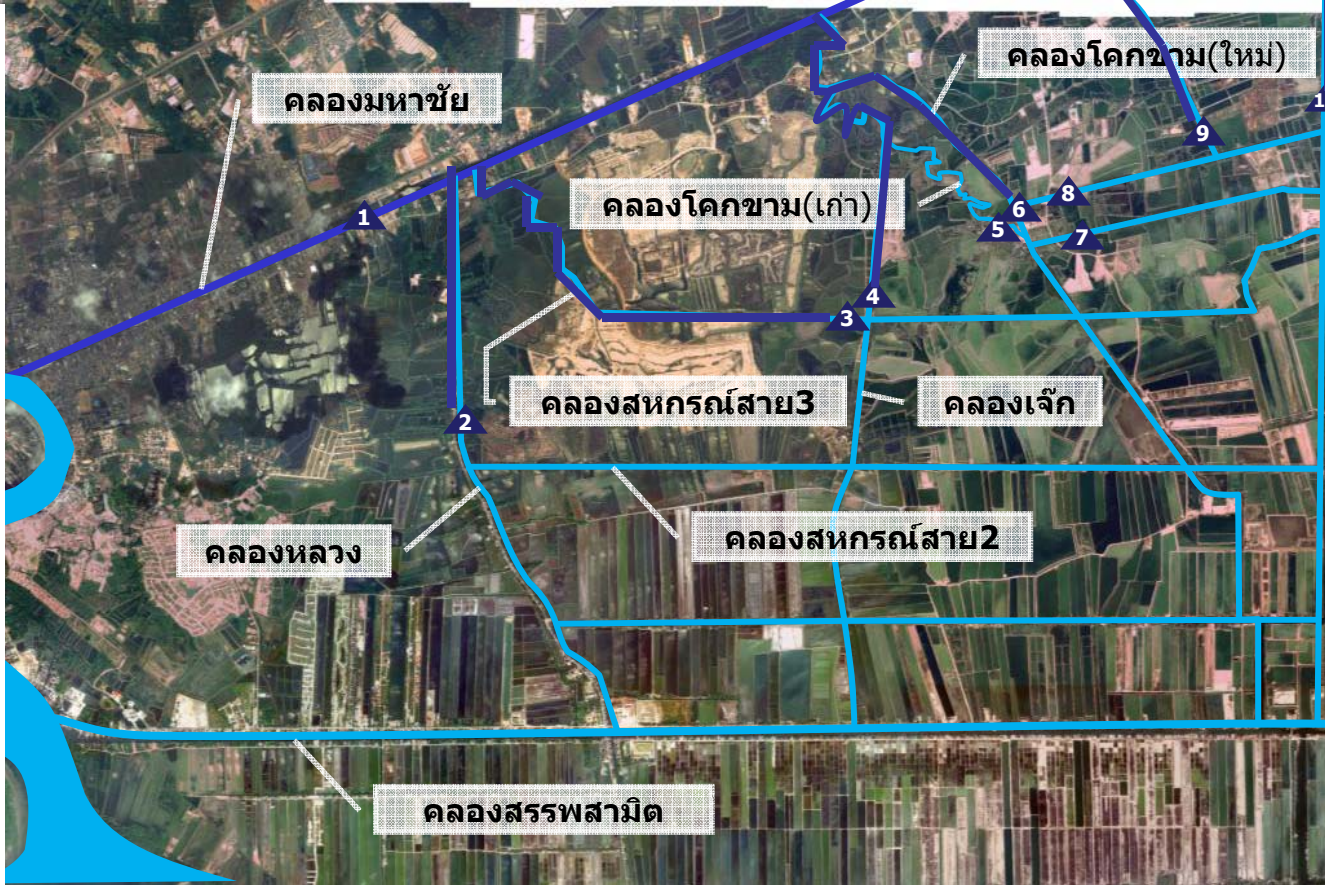 คลองโคกขาม(ใหม่)
คลองมหาชัย
1
9
8
คลองโคกขาม(เก่า)
6
1
5
7
4
3
คลองสหกรณ์สาย3
คลองเจ๊ก
2
คลองสหกรณ์สาย2
คลองหลวง
คลองสรรพสามิต